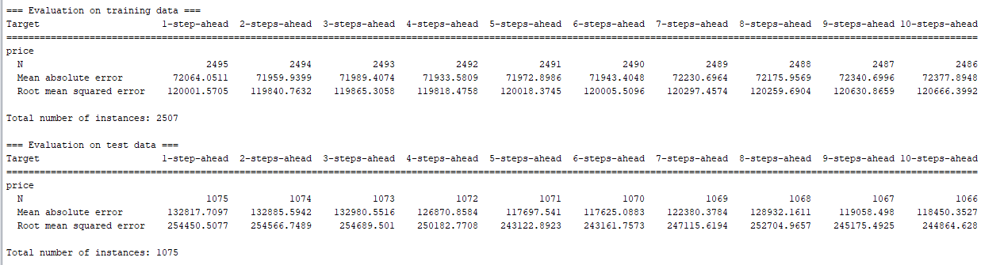 === Evaluation on training data ===
Target 1-step-ahead 2-steps-ahead 3-steps-ahead 4-steps-ahead 5-steps-ahead 6-steps-ahead 7-steps-ahead 8-steps-ahead 9-steps-ahead 10-steps-ahead
==========================================================================================================================================================================
price
N 2495 2494 2493 2492 2491 2490 2489 2488 2487 2486
Mean absolute error 72064.0511 71959.9399 71989.4074 71933.5809 71972.8986 71943.4048 72230.6964 72175.9569 72340.6996 72377.8948
Root mean squared error 120001.5705 119840.7632 119865.3058 119818.4758 120018.3745 120005.5096 120297.4574 120259.6904 120630.8659 120666.3992
Total number of instances: 2507
=== Evaluation on test data ===
Target 1-step-ahead 2-steps-ahead 3-steps-ahead 4-steps-ahead 5-steps-ahead 6-steps-ahead 7-steps-ahead 8-steps-ahead 9-steps-ahead 10-steps-ahead
==========================================================================================================================================================================
price
N 1075 1074 1073 1072 1071 1070 1069 1068 1067 1066
Mean absolute error 132817.7097 132885.5942 132980.5516 126870.8584 117697.541 117625.0883 122380.3784 128932.1611 119058.498 118450.3527
Root mean squared error 254450.5077 254566.7489 254689.501 250182.7708 243122.8923 243161.7573 247115.6194 252704.9657 245175.4925 244864.628
Total number of instances: 1075